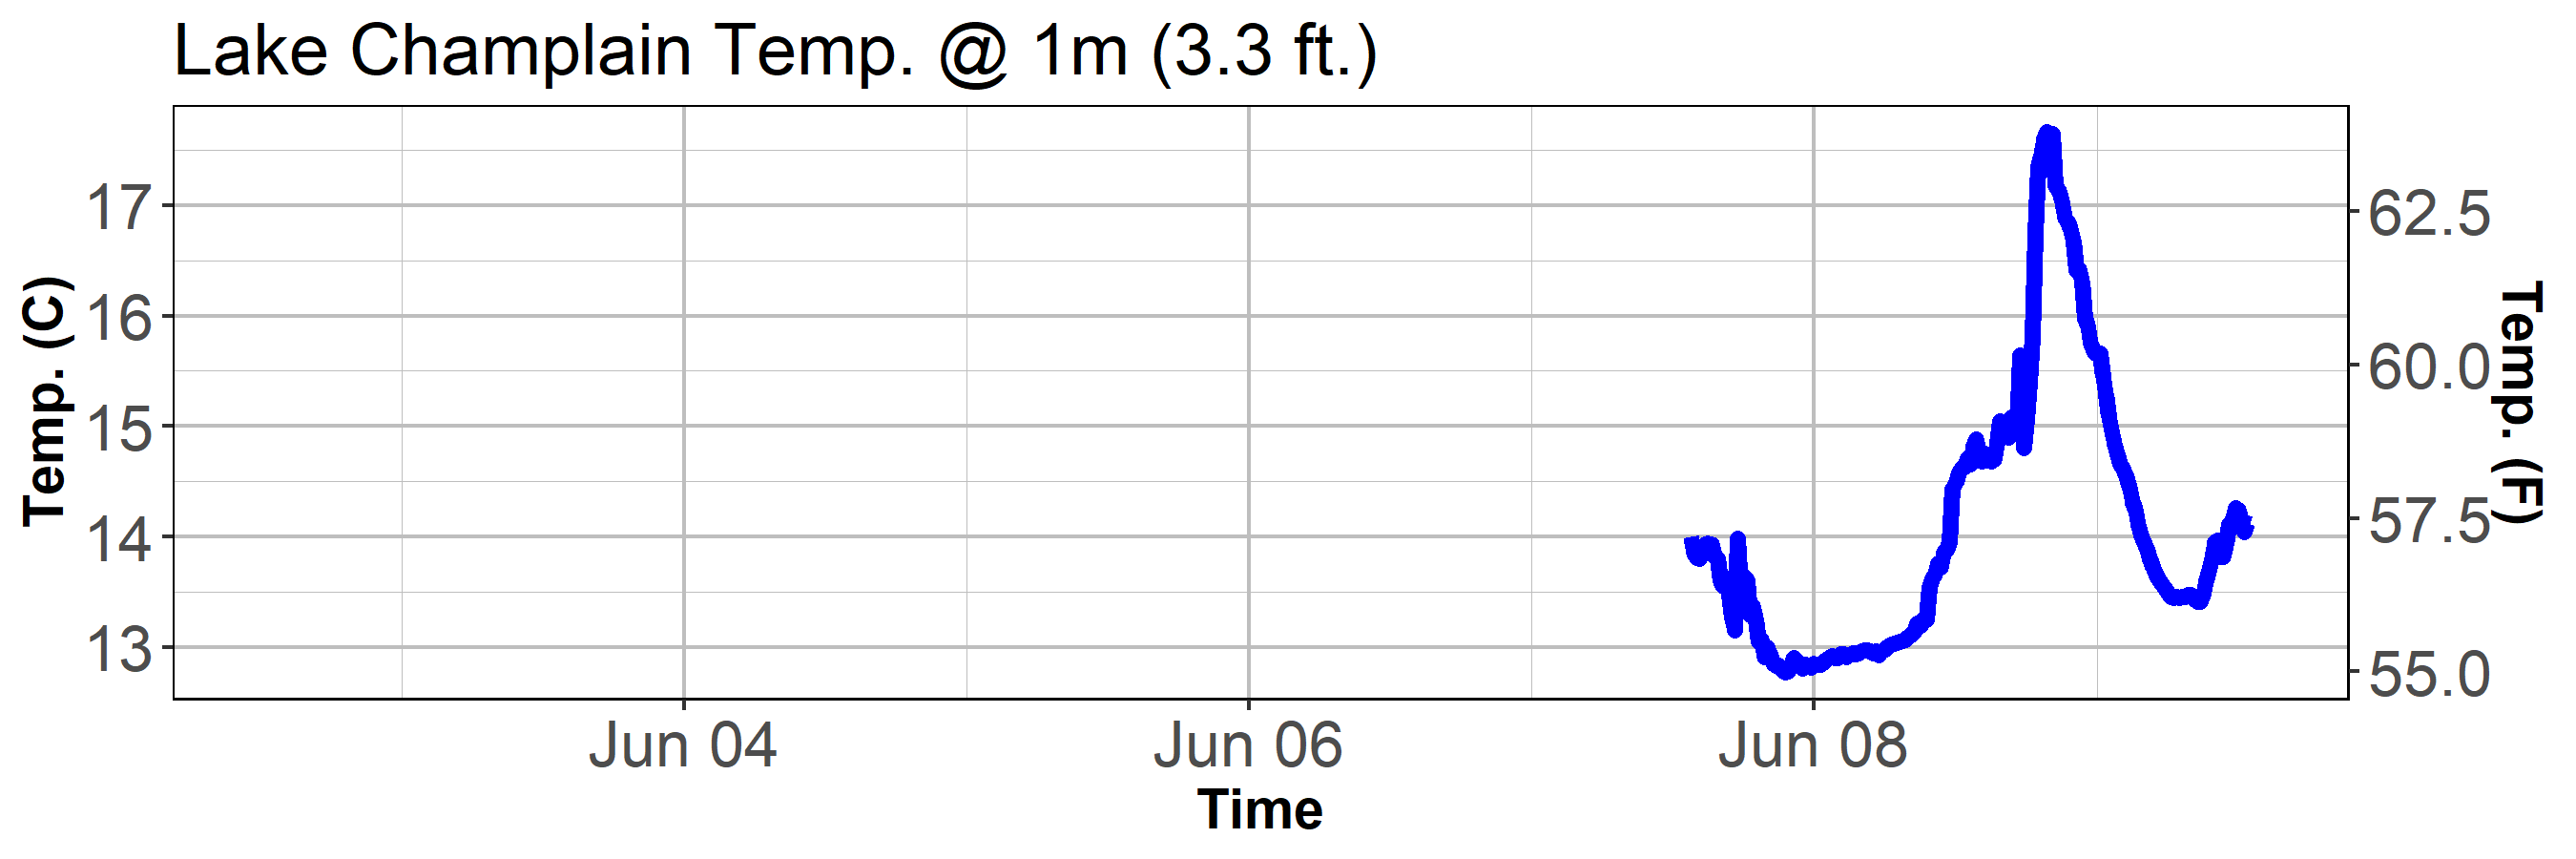 Lake Champlain Temp. @ 1m (3.3 ft.)
Temp. (C)
17
16
15
14
13
62.5
60.0
57.5
55.0
Temp. (F)
Jun 04
Jun 06
Jun 08
Time